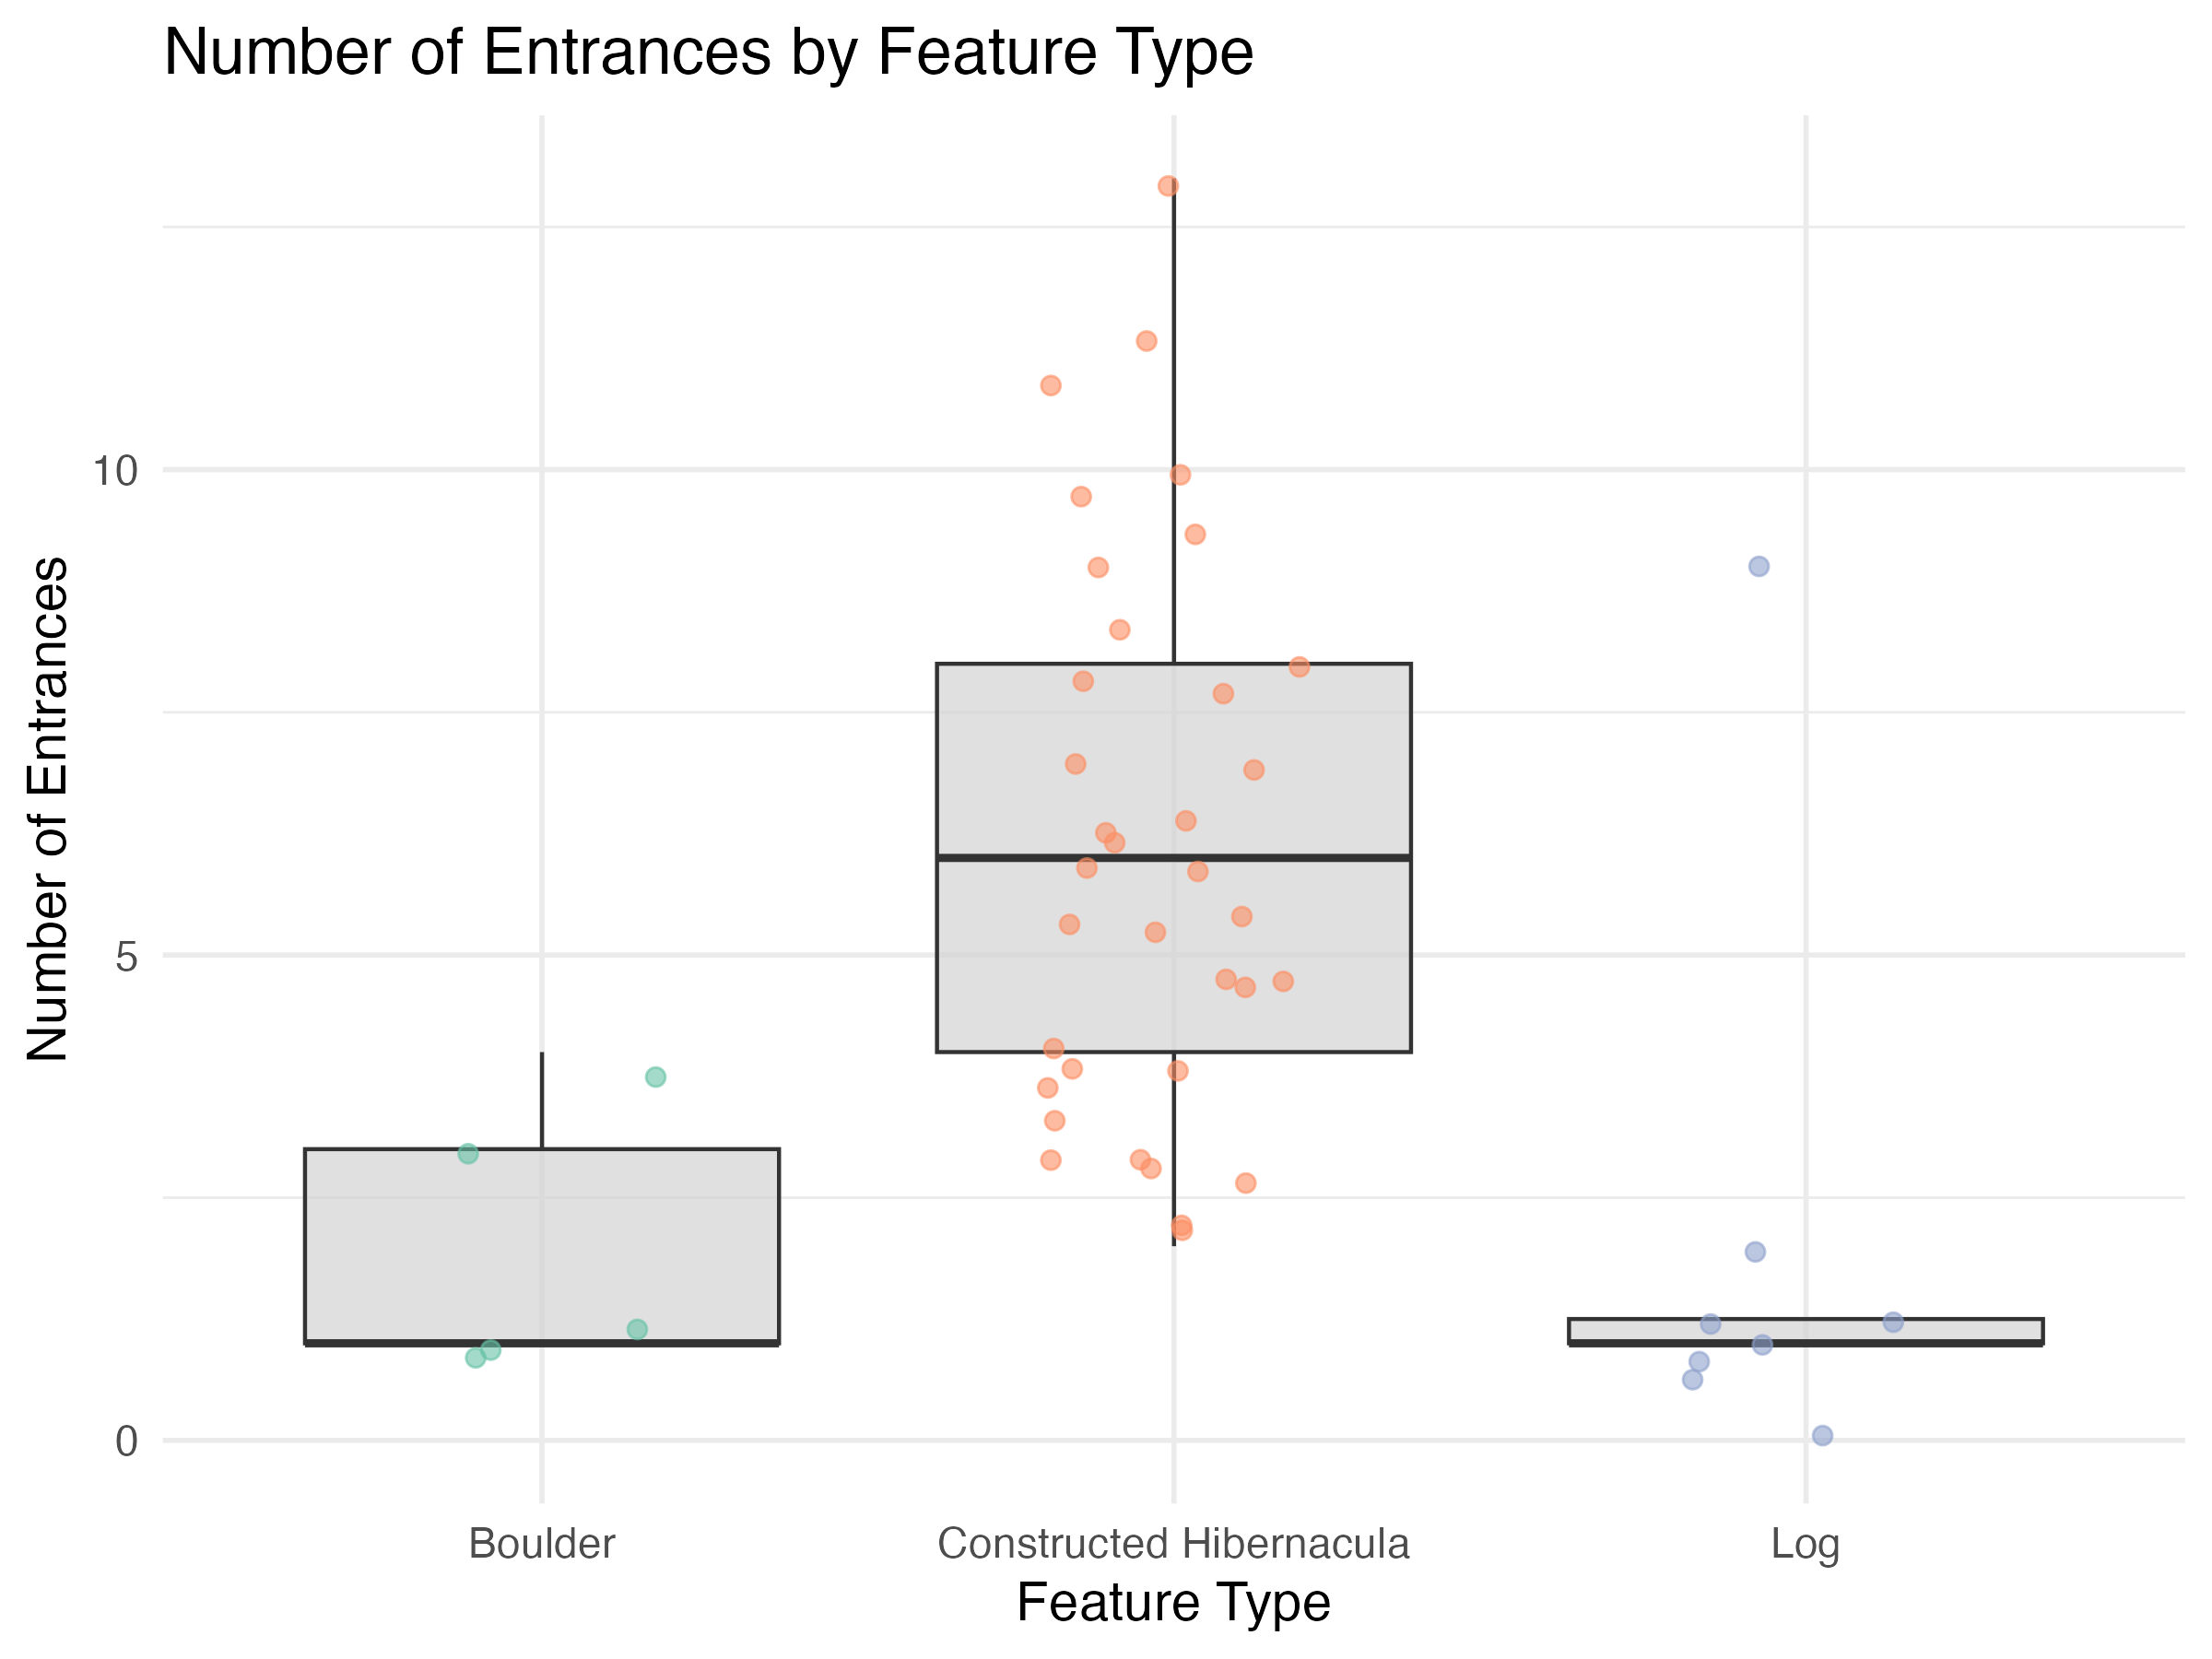 Number of Entrances by Feature Type
Number of Entrances
10
5
0
Boulder
Constructed Hibernacula
Log
Feature Type